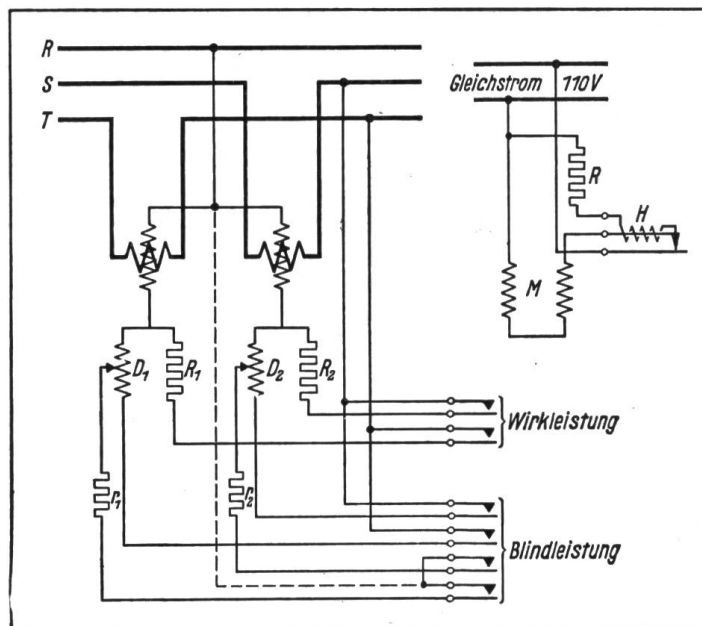 R
S
T
Gleichstrom 110V
R
H
M
D₁
R₁
D₂
R₂
r₁
r₂
Wirkleistung
Blindleistung